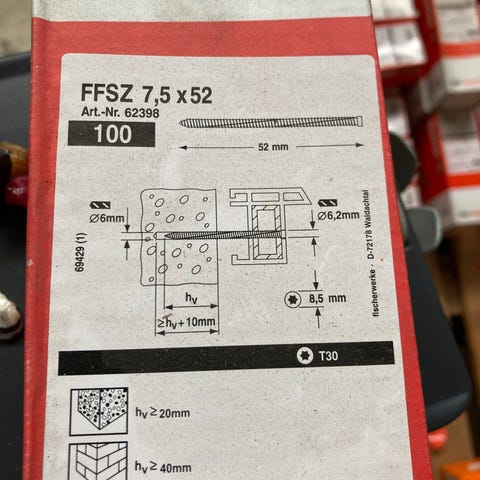 FFSZ 7,5 x 52
Art.-Nr. 62398
100
52 mm
Ø6mm
Ø6,2mm
69429 (1)
hv
≥hv+10mm
8,5 mm
fischerwerke · D-72178 Waldachtal
T30
hv ≥ 20mm
hv ≥ 40mm